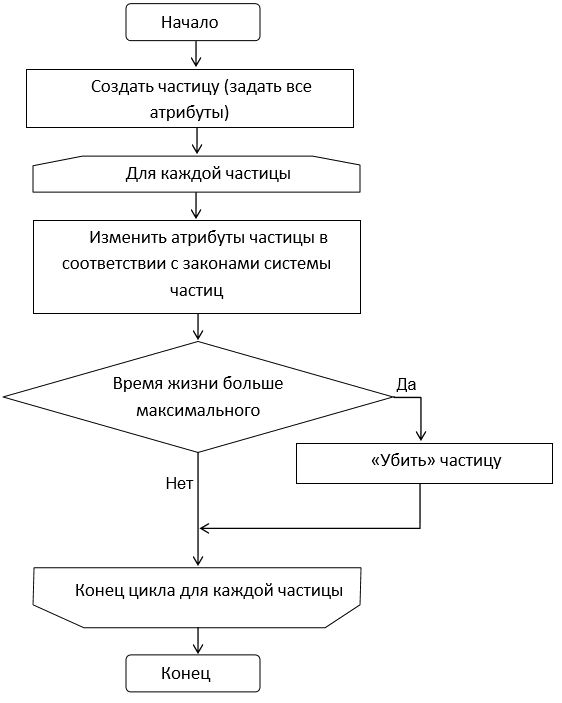 Начало
Создать частицу (задать все
атрибуты)
Для каждой частицы
Изменить атрибуты частицы в
соответствии с законами системы
частиц
Время жизни больше
максимального
Да
«Убить» частицу
Нет
Конец цикла для каждой частицы
Конец